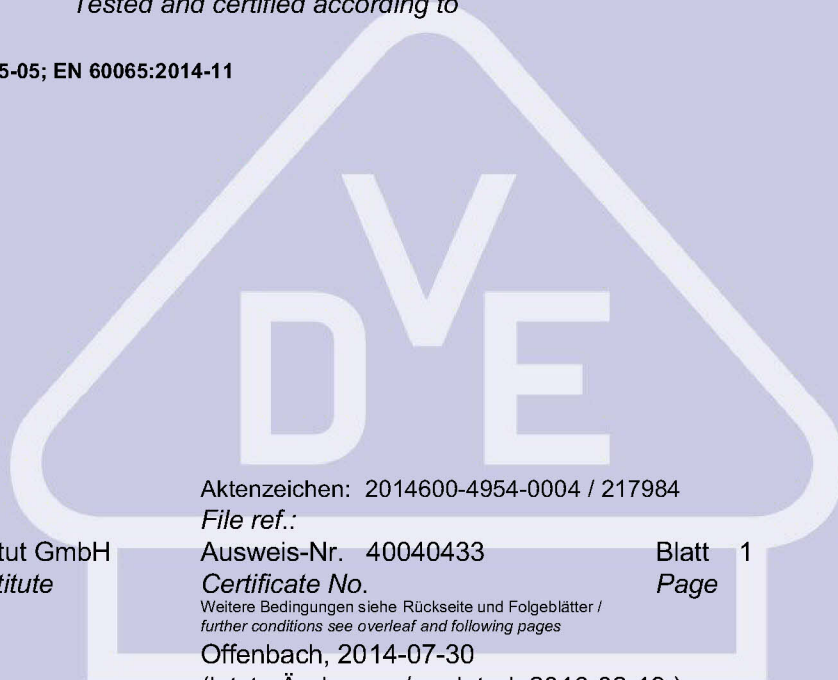 Tested and certified according to
5-05; EN 60065:2014-11
VDE
Aktenzeichen: 2014600-4954-0004 / 217984
File ref.:
tut GmbH Ausweis-Nr. 40040433 Blatt 1
titute Certificate No. Page
Weitere Bedingungen siehe Rückseite und Folgeblätter /
further conditions see overleaf and following pages
Offenbach, 2014-07-30